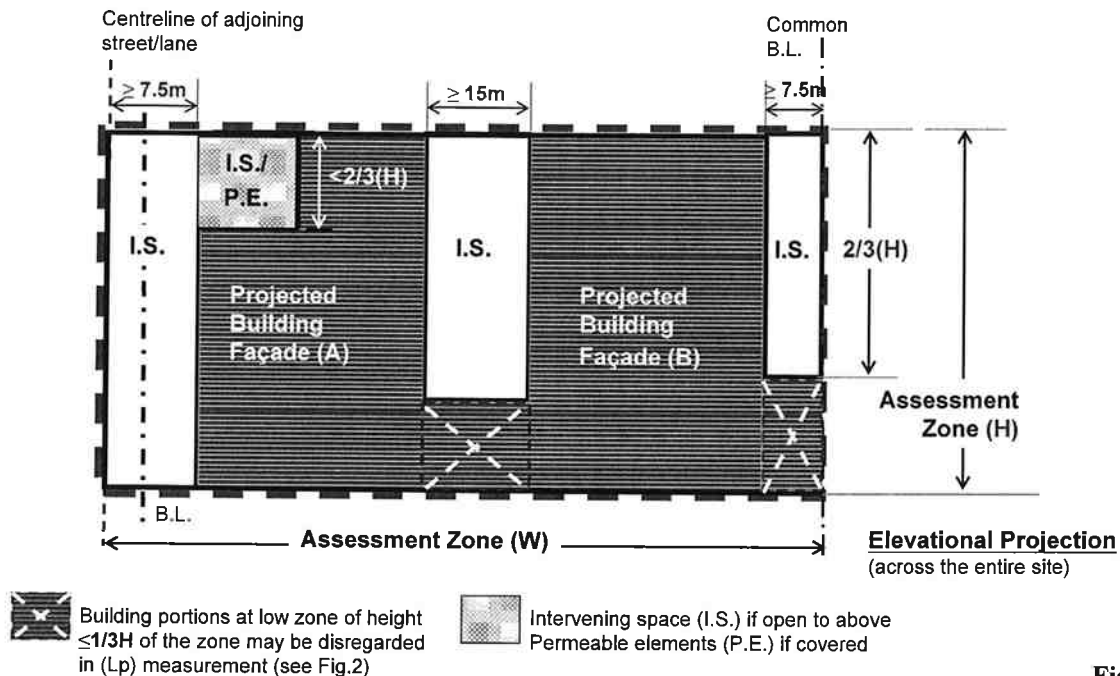 Centreline of adjoining
street/lane
Common
B.L.
≥ 7.5m
≥ 15m
≥ 7.5m
I.S./
P.E.
<2/3(H)
I.S.
I.S.
I.S.
2/3(H)
Projected
Building
Façade (A)
Projected
Building
Façade (B)
Assessment
Zone (H)
B.L.
Assessment Zone (W)
Elevational Projection
(across the entire site)
Building portions at low zone of height
≤1/3H of the zone may be disregarded
in (Lp) measurement (see Fig.2)
Intervening space (I.S.) if open to above
Permeable elements (P.E.) if covered